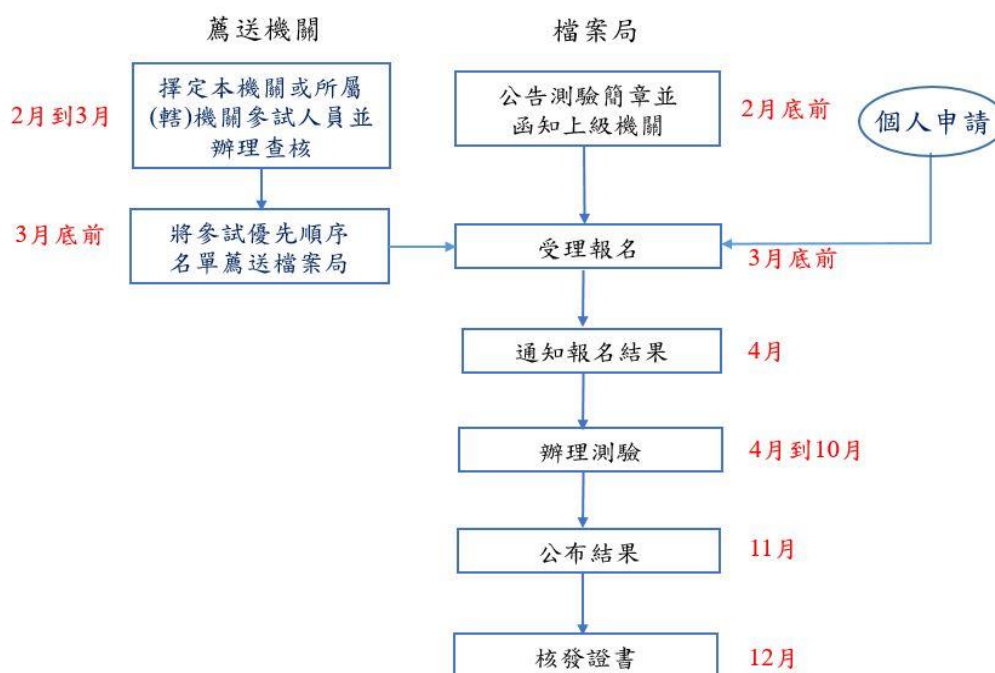 薦送機關
檔案局
2月到3月
擇定本機關或所屬
(轄)機關參試人員並
辦理查核
公告測驗簡章並
函知上級機關
2月底前
個人申請
3月底前
將參試優先順序
名單薦送檔案局
受理報名
3月底前
通知報名結果
4月
辦理測驗
4月到10月
公布結果
11月
核發證書
12月